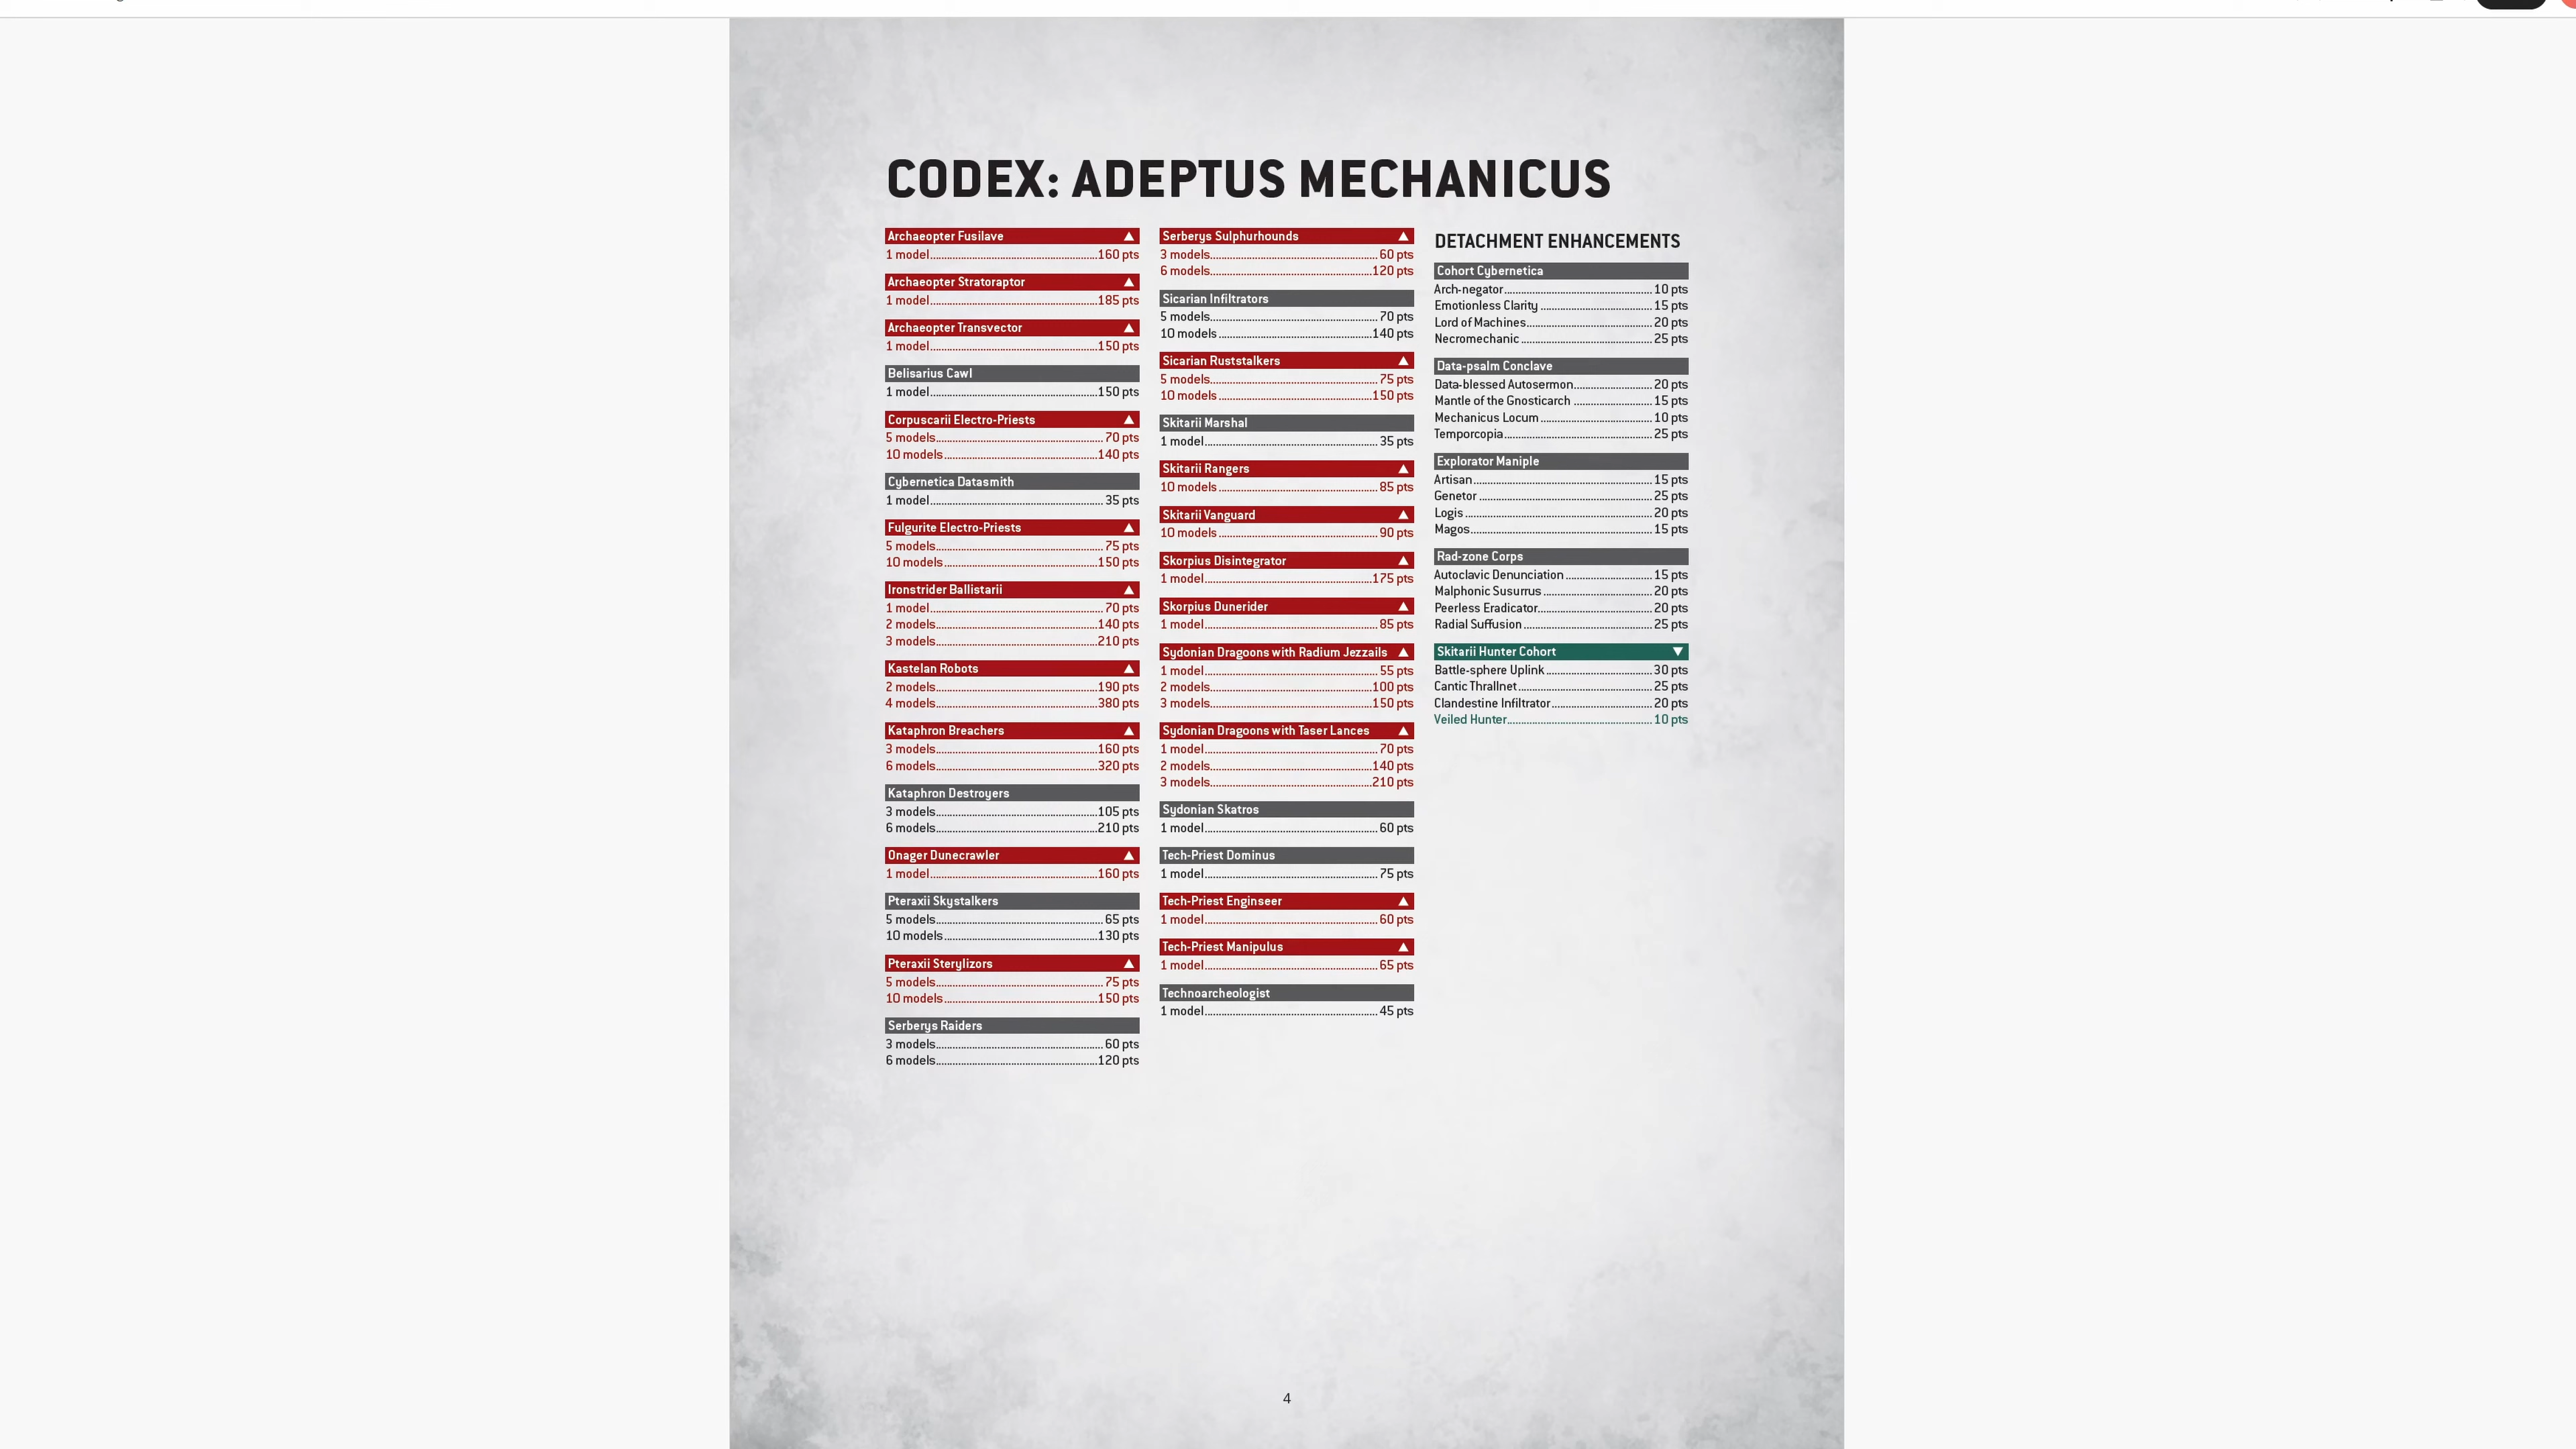 CODEX: ADEPTUS MECHANICUS
Archaeopter Fusilave ▲
1 model 160 pts
Archaeopter Stratoraptor ▲
1 model 185 pts
Archaeopter Transvector ▲
1 model 150 pts
Belisarius Cawl
1 model 150 pts
Corpuscarii Electro-Priests ▲
5 models 70 pts
10 models 140 pts
Cybernetica Datasmith
1 model 35 pts
Fulgurite Electro-Priests ▲
5 models 75 pts
10 models 150 pts
Ironstrider Ballistarii ▲
1 model 70 pts
2 models 140 pts
3 models 210 pts
Kastelan Robots ▲
2 models 190 pts
4 models 380 pts
Kataphron Breachers ▲
3 models 160 pts
6 models 320 pts
Kataphron Destroyers
3 models 105 pts
6 models 210 pts
Onager Dunecrawler ▲
1 model 160 pts
Pteraxii Skystalkers
5 models 65 pts
10 models 130 pts
Pteraxii Sterylizors ▲
5 models 75 pts
10 models 150 pts
Serberys Raiders
3 models 60 pts
6 models 120 pts
Serberys Sulphurhounds ▲
3 models 60 pts
6 models 120 pts
Sicarian Infiltrators
5 models 70 pts
10 models 140 pts
Sicarian Ruststalkers ▲
5 models 75 pts
10 models 150 pts
Skitarii Marshal
1 model 35 pts
Skitarii Rangers ▲
10 models 85 pts
Skitarii Vanguard ▲
10 models 90 pts
Skorpius Disintegrator ▲
1 model 175 pts
Skorpius Dunerider ▲
1 model 85 pts
Sydonian Dragoons with Radium Jezzails ▲
1 model 55 pts
2 models 100 pts
3 models 150 pts
Sydonian Dragoons with Taser Lances ▲
1 model 70 pts
2 models 140 pts
3 models 210 pts
Sydonian Skatros
1 model 60 pts
Tech-Priest Dominus
1 model 75 pts
Tech-Priest Enginseer ▲
1 model 60 pts
Tech-Priest Manipulus ▲
1 model 65 pts
Technoarcheologist
1 model 45 pts
DETACHMENT ENHANCEMENTS
Cohort Cybernetica
Arch-negator 10 pts
Emotionless Clarity 15 pts
Lord of Machines 20 pts
Necromechanic 25 pts
Data-psalm Conclave
Data-blessed Autosermon 20 pts
Mantle of the Gnosticarch 15 pts
Mechanicus Locum 10 pts
Temporcopia 25 pts
Explorator Maniple
Artisan 15 pts
Genetor 25 pts
Logis 20 pts
Magos 15 pts
Rad-zone Corps
Autoclavic Denunciation 15 pts
Malphonic Susurrus 20 pts
Peerless Eradicator 20 pts
Radial Suffusion 25 pts
Skitarii Hunter Cohort ▼
Battle-sphere Uplink 30 pts
Cantic Thrallnet 25 pts
Clandestine Infiltrator 20 pts
Veiled Hunter 10 pts
4